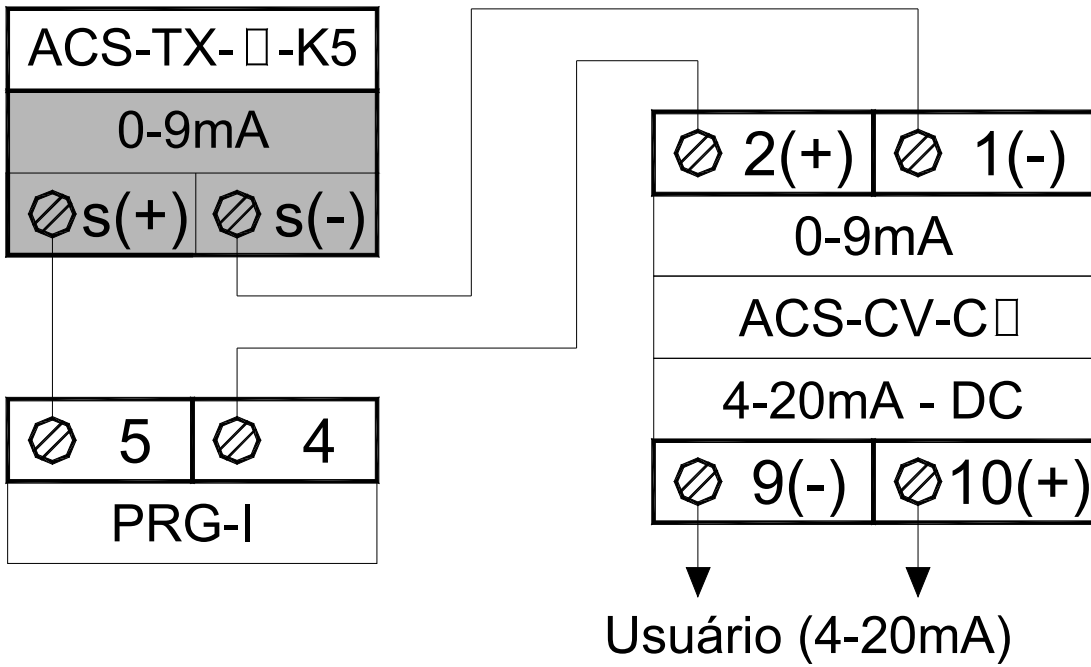 ACS-TX-▯-K5
0-9mA
s(+) s(-)
5 4
PRG-I
2(+) 1(-)
0-9mA
ACS-CV-C▯
4-20mA - DC
9(-) 10(+)
Usuário (4-20mA)